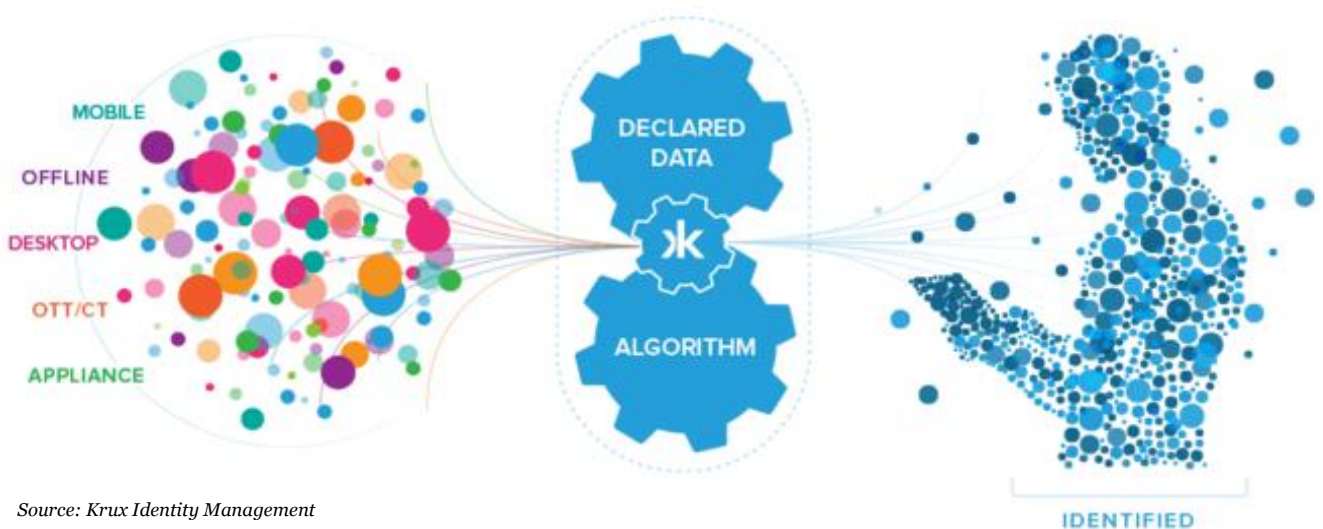 MOBILE
OFFLINE
DESKTOP
OTT/CT
APPLIANCE
DECLARED
DATA
ALGORITHM
IDENTIFIED
Source: Krux Identity Management